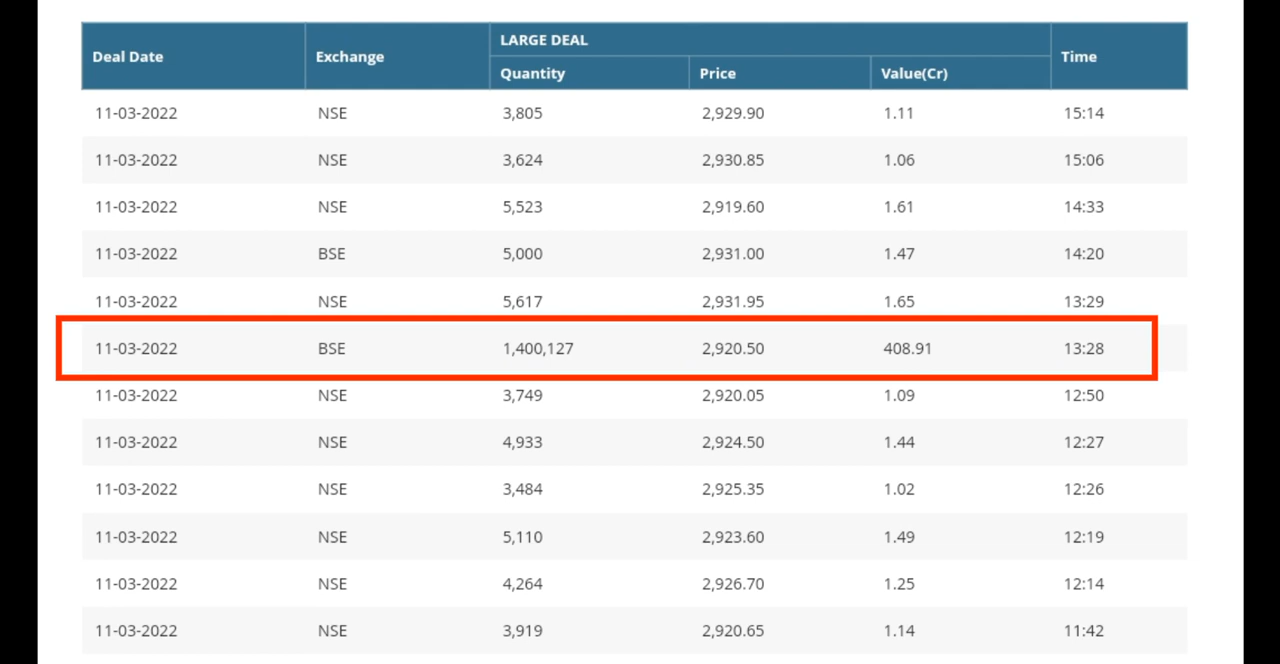 Deal Date Exchange LARGE DEAL Time
Quantity Price Value(Cr)
11-03-2022 NSE 3,805 2,929.90 1.11 15:14
11-03-2022 NSE 3,624 2,930.85 1.06 15:06
11-03-2022 NSE 5,523 2,919.60 1.61 14:33
11-03-2022 BSE 5,000 2,931.00 1.47 14:20
11-03-2022 NSE 5,617 2,931.95 1.65 13:29
11-03-2022 BSE 1,400,127 2,920.50 408.91 13:28
11-03-2022 NSE 3,749 2,920.05 1.09 12:50
11-03-2022 NSE 4,933 2,924.50 1.44 12:27
11-03-2022 NSE 3,484 2,925.35 1.02 12:26
11-03-2022 NSE 5,110 2,923.60 1.49 12:19
11-03-2022 NSE 4,264 2,926.70 1.25 12:14
11-03-2022 NSE 3,919 2,920.65 1.14 11:42